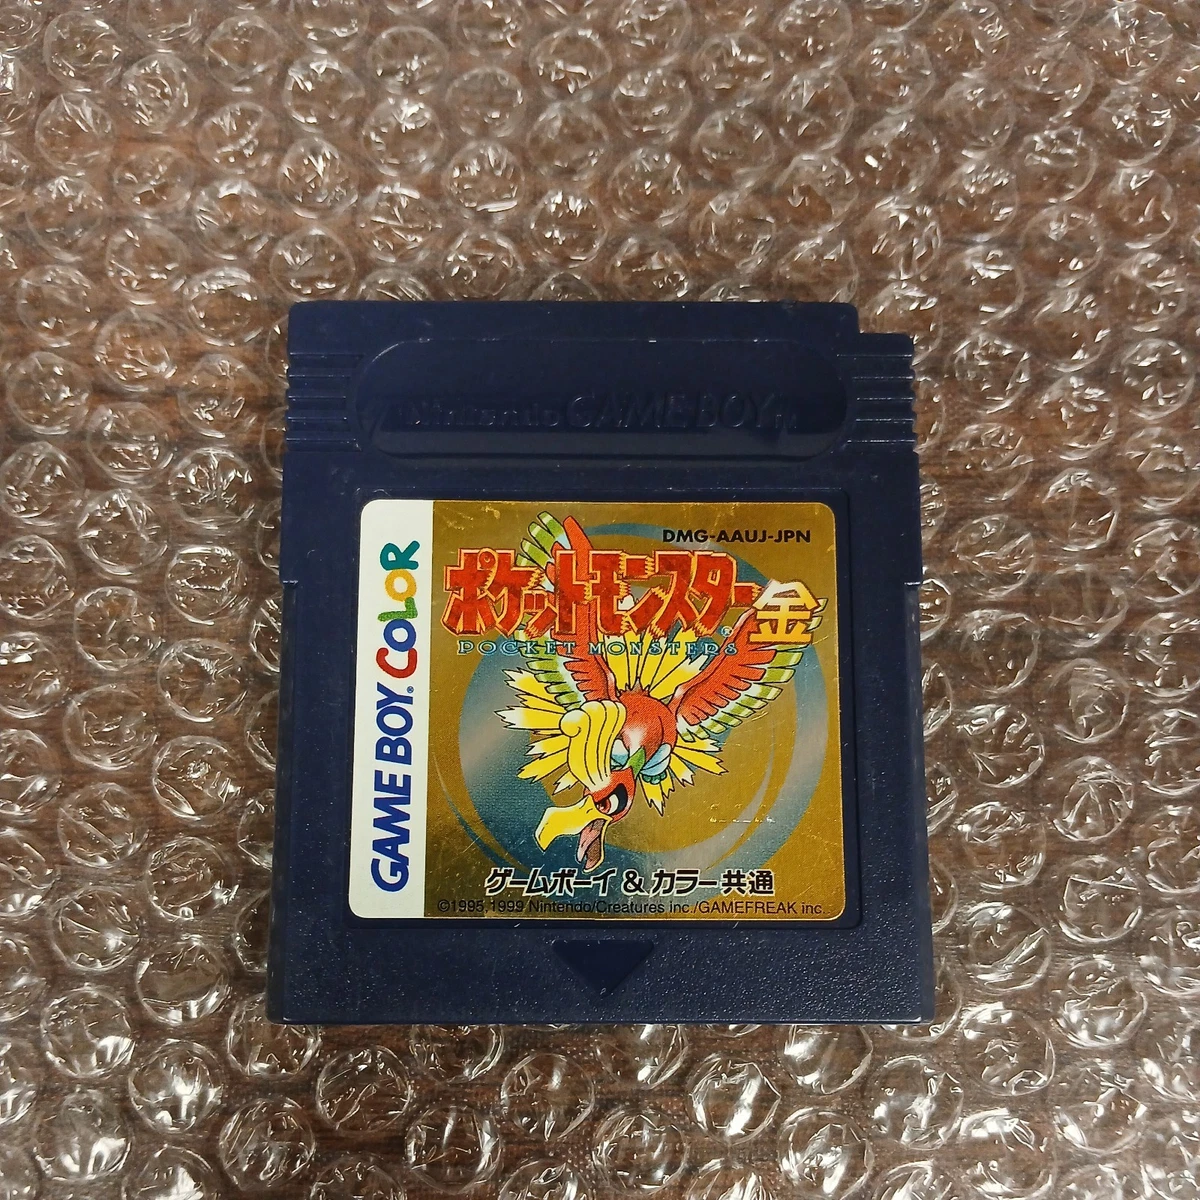 Nintendo GAME BOY TM
GAME BOY® COLOR
DMG-AAUJ-JPN
ポケットモンスター® 金
POCKET MONSTERS
ゲームボーイ&カラー共通
©1995,1999 Nintendo/Creatures inc./GAMEFREAK inc.